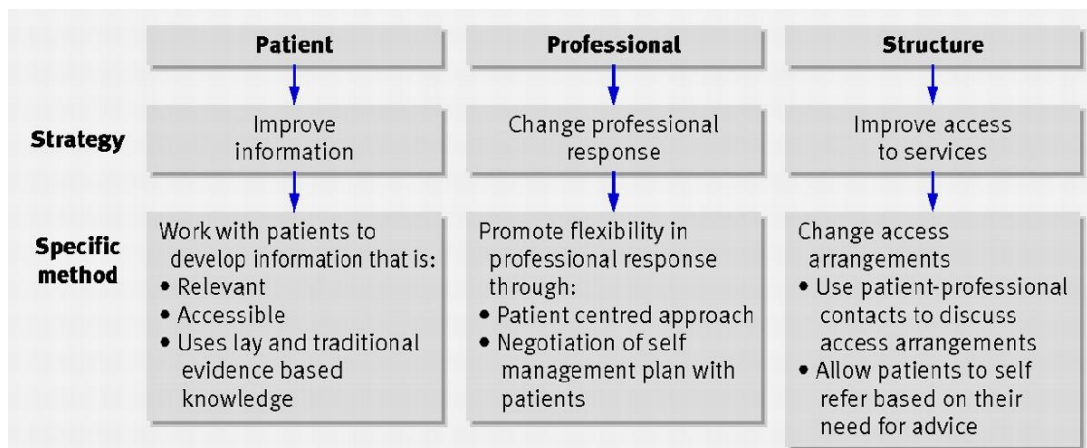 Patient
Professional
Structure
Strategy
Improve
information
Change professional
response
Improve access
to services
Specific
method
Work with patients to
develop information that is:
• Relevant
• Accessible
• Uses lay and traditional
evidence based
knowledge
Promote flexibility in
professional response
through:
• Patient centred approach
• Negotiation of self
management plan with
patients
Change access
arrangements
• Use patient-professional
contacts to discuss
access arrangements
• Allow patients to self
refer based on their
need for advice